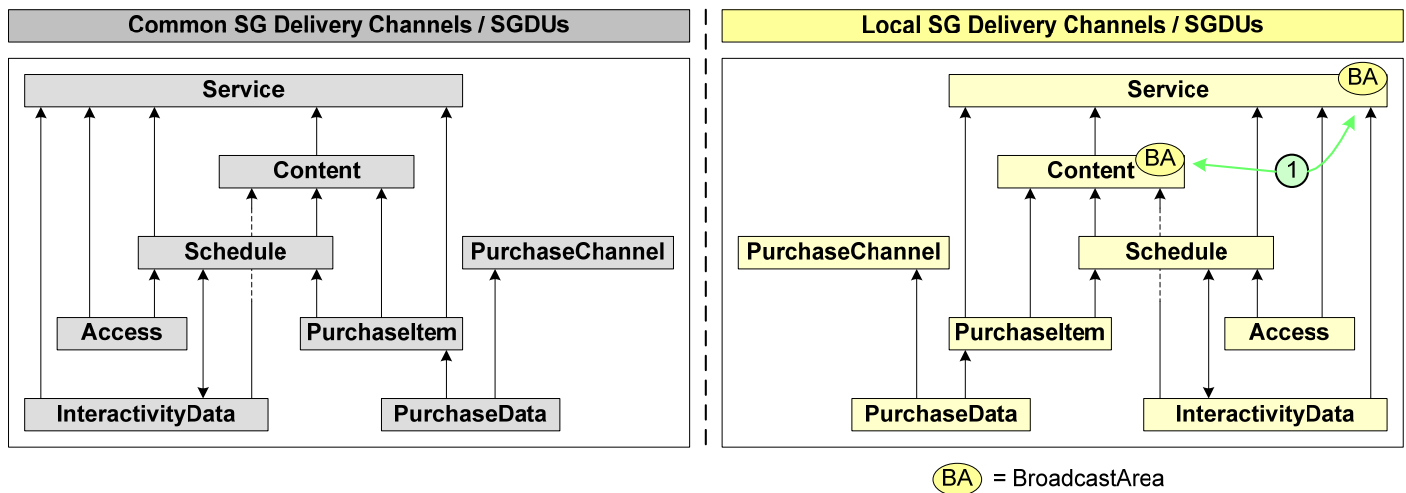 Common SG Delivery Channels / SGDUs
Service
Content
Schedule
PurchaseChannel
Access
PurchaseItem
InteractivityData
PurchaseData
Local SG Delivery Channels / SGDUs
BA
Service
BA
Content
1
PurchaseChannel
Schedule
PurchaseItem
Access
PurchaseData
InteractivityData
BA = BroadcastArea